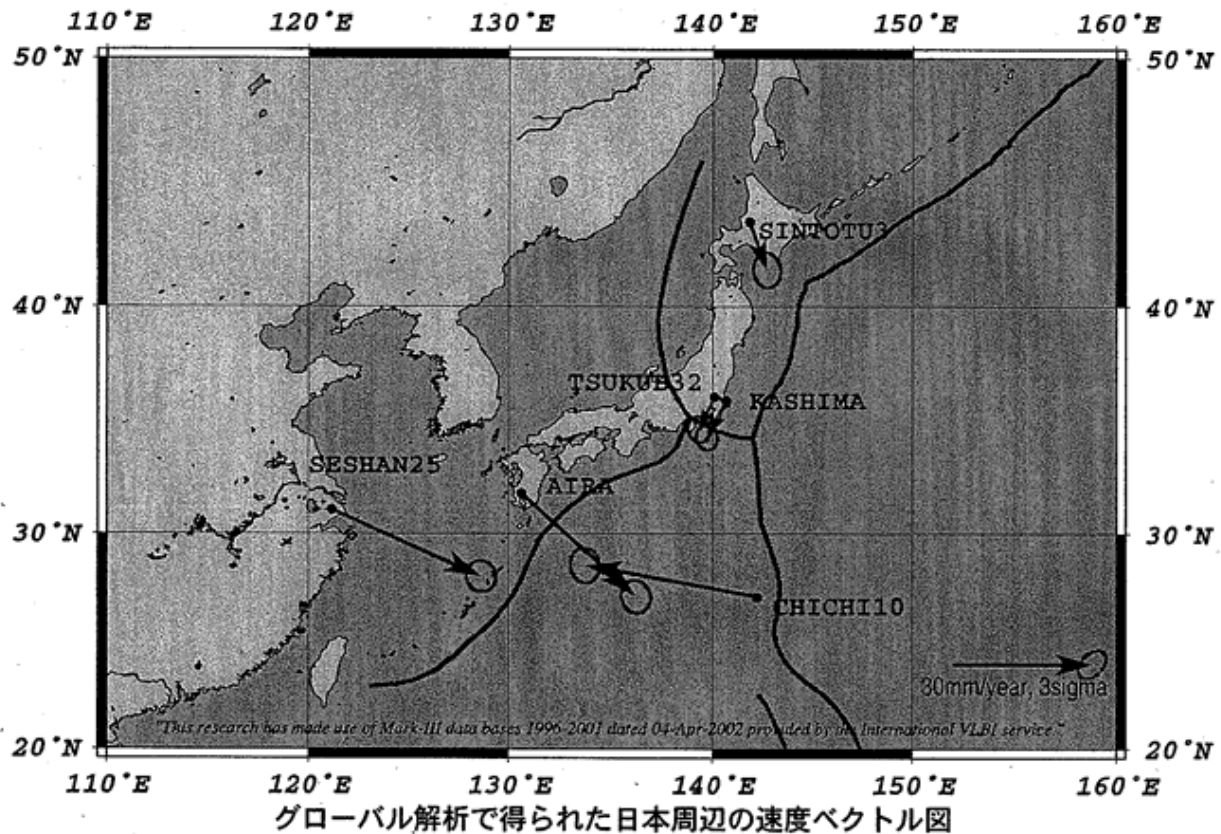 110°E 120°E 130°E 140°E 150°E 160°E
50°N 50°N
SINTOTU3
40°N 40°N
TSUKUB32
KASHIMA
SESHAN25
AIRA
30°N 30°N
CHICHI10
30mm/year, 3sigma
"This research has made use of Mark-III data bases 1996-2001 dated 04-Apr-2002 provided by the International VLBI service."
20°N 20°N
110°E 120°E 130°E 140°E 150°E 160°E
グローバル解析で得られた日本周辺の速度ベクトル図